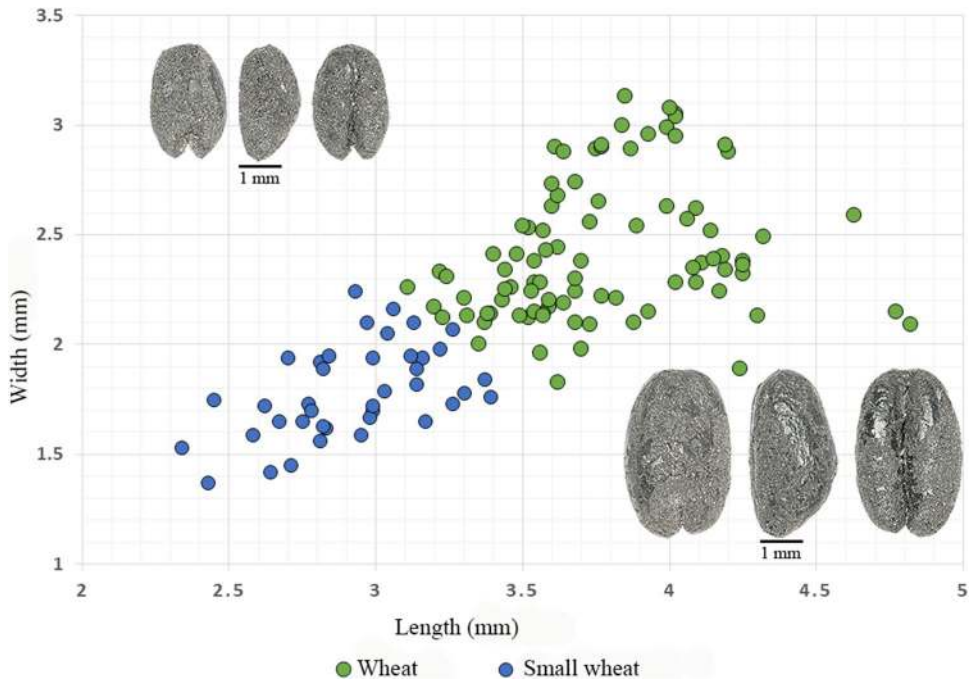 3.5
3
2.5
2
1.5
1
Width (mm)
1 mm
1 mm
2 2.5 3 3.5 4 4.5 5
Length (mm)
Wheat Small wheat